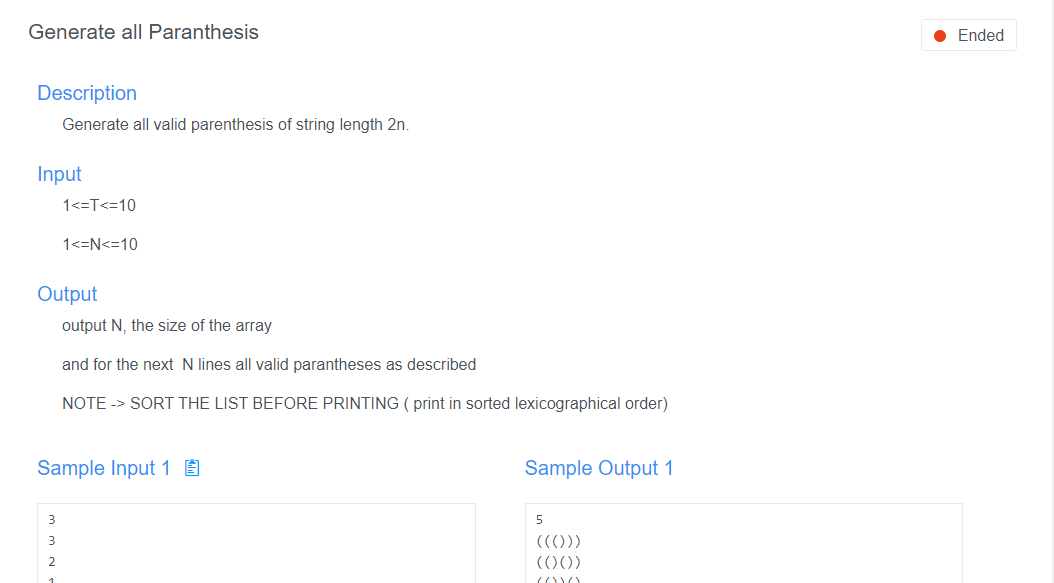 Generate all Paranthesis
Ended
Description
Generate all valid parenthesis of string length 2n.
Input
1<=T<=10
1<=N<=10
Output
output N, the size of the array
and for the next  N lines all valid parantheses as described
NOTE -> SORT THE LIST BEFORE PRINTING ( print in sorted lexicographical order)
Sample Input 1
3
3
2
1
Sample Output 1
5
((()))
(()())
(())()